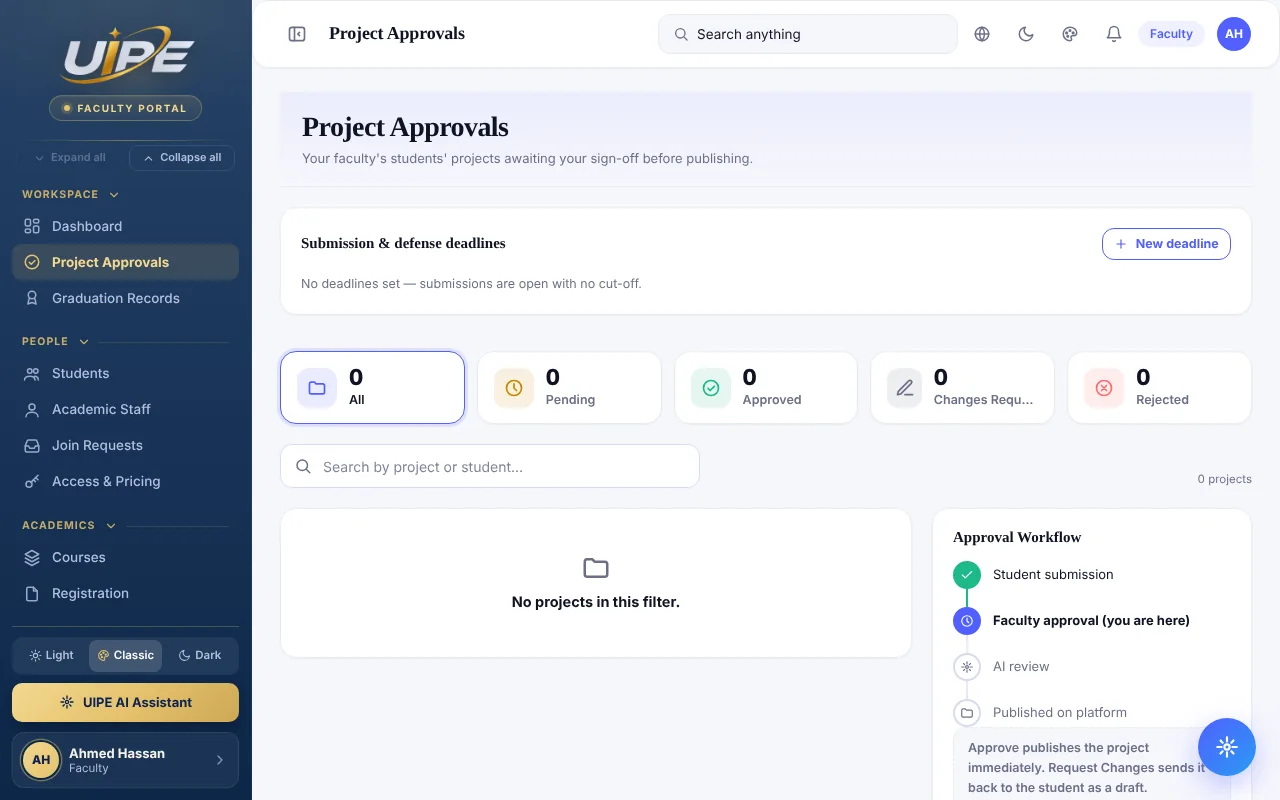 UIPE
FACULTY PORTAL
Expand all
Collapse all
WORKSPACE
Dashboard
Project Approvals
Graduation Records
PEOPLE
Students
Academic Staff
Join Requests
Access & Pricing
ACADEMICS
Courses
Registration
Light
Classic
Dark
UIPE AI Assistant
AH
Ahmed Hassan
Faculty
Project Approvals
Search anything
Faculty
AH
Project Approvals
Your faculty's students' projects awaiting your sign-off before publishing.
Submission & defense deadlines
New deadline
No deadlines set — submissions are open with no cut-off.
0
All
0
Pending
0
Approved
0
Changes Requ...
0
Rejected
Search by project or student...
0 projects
No projects in this filter.
Approval Workflow
Student submission
Faculty approval (you are here)
AI review
Published on platform
Approve publishes the project
immediately. Request Changes sends it
back to the student as a draft.